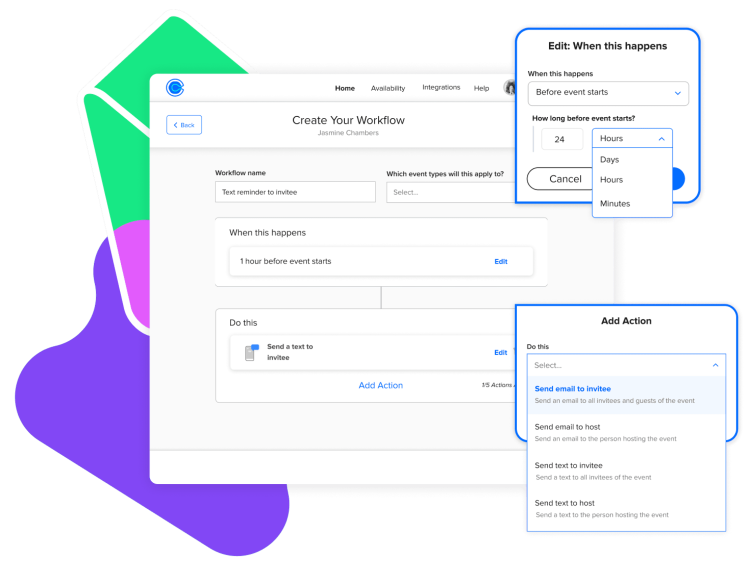 Home Availability Integrations Help
Back
Create Your Workflow
Jasmine Chambers
Workflow name
Text reminder to invitee
Which event types will this apply to?
Select...
When this happens
1 hour before event starts Edit
Do this
Send a text to
invitee
Edit
Add Action
1/5 Actions
Edit: When this happens
When this happens
Before event
starts
How long before event starts?
24 Hours
Days
Hours
Minutes
Cancel
Add Action
Do this
Select...
Send email to invitee
Send an email to all invitees and guests of the event
Send email to host
Send an email to the person hosting the event
Send text to invitee
Send a text to all invitees of the event
Send text to host
Send a text to the person hosting the event